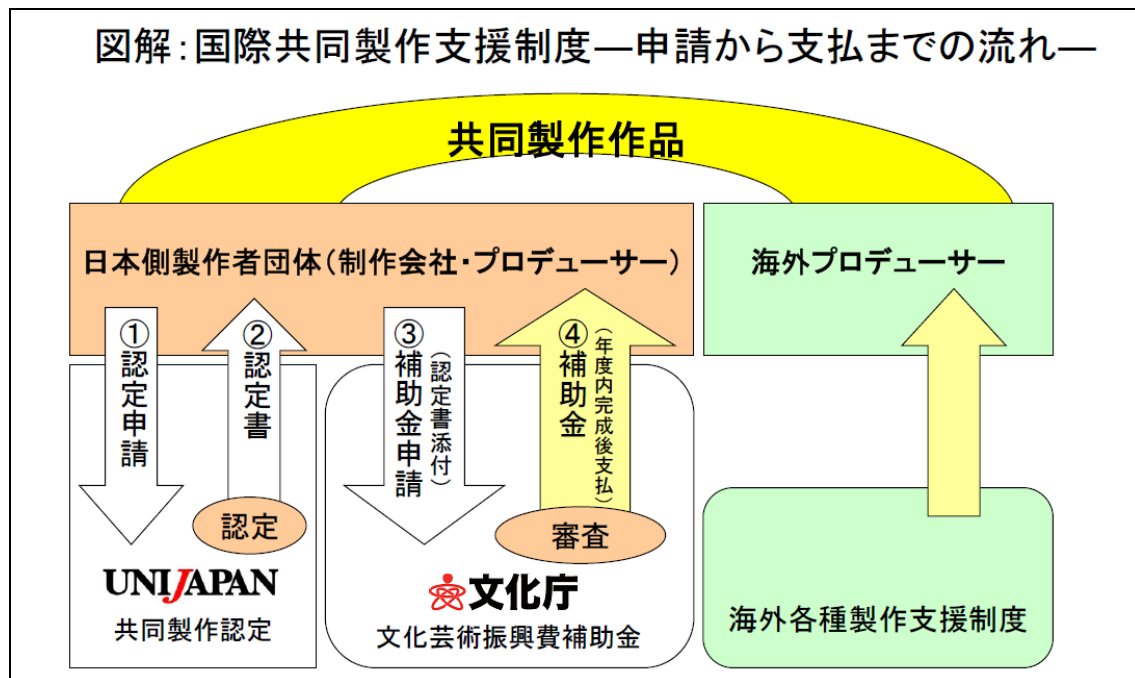 図解：国際共同製作支援制度―申請から支払までの流れ―
共同製作作品
日本側製作者団体（制作会社・プロデューサー）
海外プロデューサー
①認定申請
②認定書
③補助金申請
（認定書添付）
④補助金
（年度内完成後支払）
認定
審査
UNIJAPAN
共同製作認定
文化庁
文化芸術振興費補助金
海外各種製作支援制度